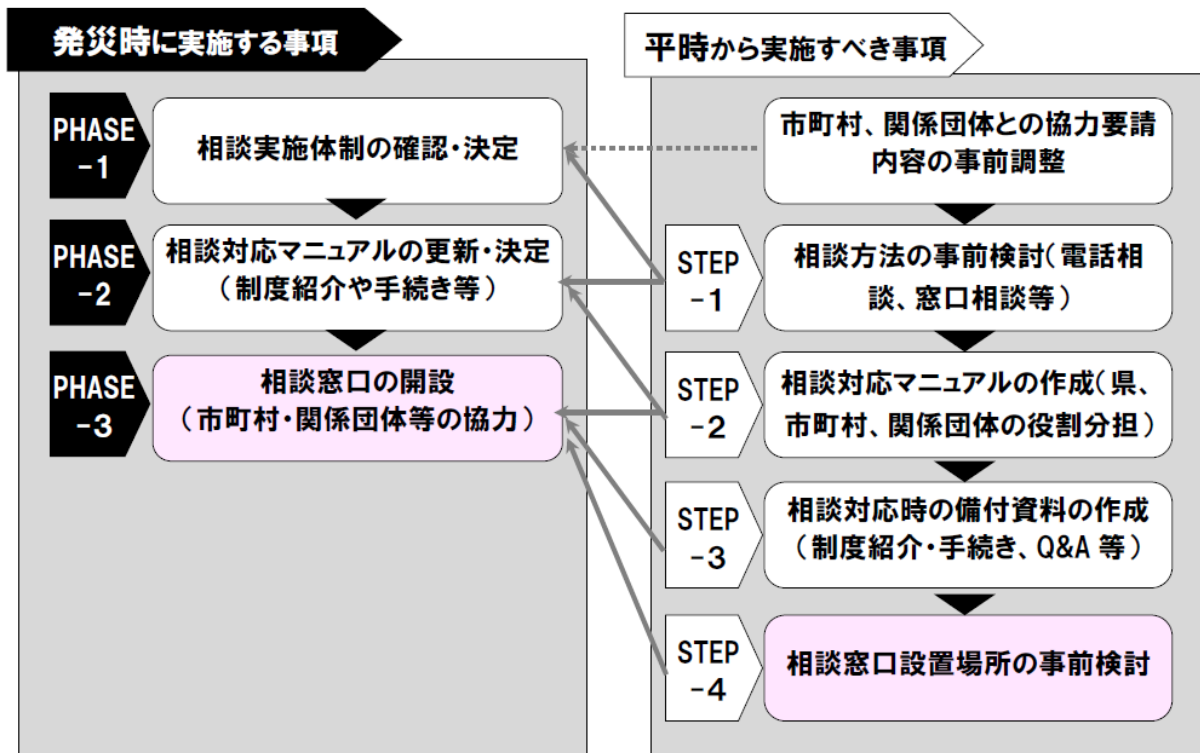 発災時に実施する事項
PHASE
-1
相談実施体制の確認・決定
PHASE
-2
相談対応マニュアルの更新・決定
（制度紹介や手続き等）
PHASE
-3
相談窓口の開設
（市町村・関係団体等の協力）
平時から実施すべき事項
市町村、関係団体との協力要請
内容の事前調整
STEP
-1
相談方法の事前検討（電話相
談、窓口相談等）
STEP
-2
相談対応マニュアルの作成（県、
市町村、関係団体の役割分担）
STEP
-3
相談対応時の備付資料の作成
（制度紹介・手続き、Q&A 等）
STEP
-4
相談窓口設置場所の事前検討